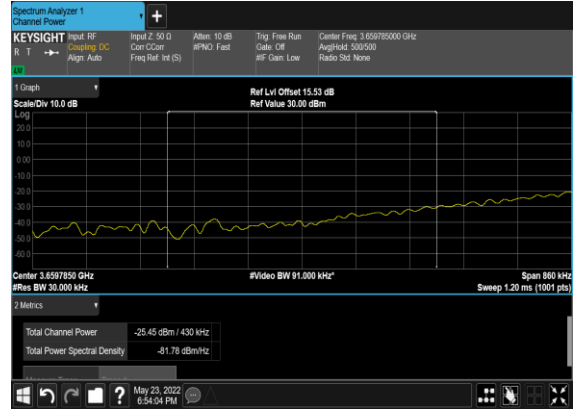 Spectrum Analyzer 1
Channel Power
+
KEYSIGHT Input: RF Input Z: 50 Ω Atten: 10 dB Trig: Free Run Center Freq: 3.659785000 GHz
R T Coupling: DC Corr CCorr #PNO: Fast Gate: Off Avg|Hold: 500/500
Align: Auto Freq Ref: Int (S) #IF Gain: Low Radio Std: None
1 Graph Ref Lvl Offset 15.53 dB
Scale/Div 10.0 dB Ref Value 30.00 dBm
Log
20.0
10.0
0.00
-10.0
-20.0
-30.0
-40.0
-50.0
-60.0
Center 3.6597850 GHz #Video BW 91.000 kHz* Span 860 kHz
#Res BW 30.000 kHz Sweep 1.20 ms (1001 pts)
2 Metrics
Total Channel Power -25.45 dBm / 430 kHz
Total Power Spectral Density -81.78 dBm/Hz
? May 23, 2022
6:54:04 PM